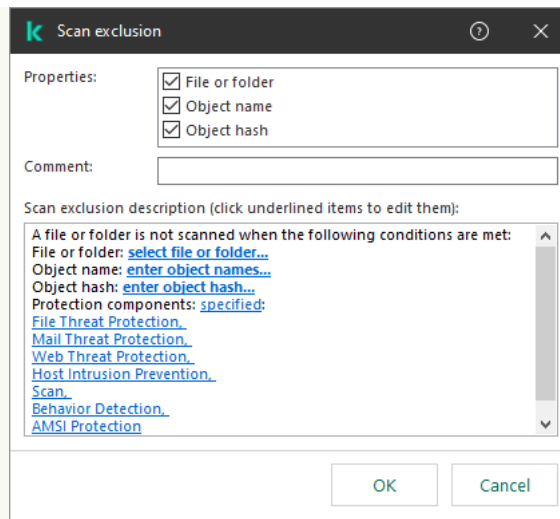 Scan exclusion
Properties:
File or folder
Object name
Object hash
Comment:
Scan exclusion description (click underlined items to edit them):
A file or folder is not scanned when the following conditions are met:
File or folder: select file or folder...
Object name: enter object names...
Object hash: enter object hash...
Protection components: specified:
File Threat Protection,
Mail Threat Protection,
Web Threat Protection,
Host Intrusion Prevention,
Scan,
Behavior Detection,
AMSI Protection
OK Cancel